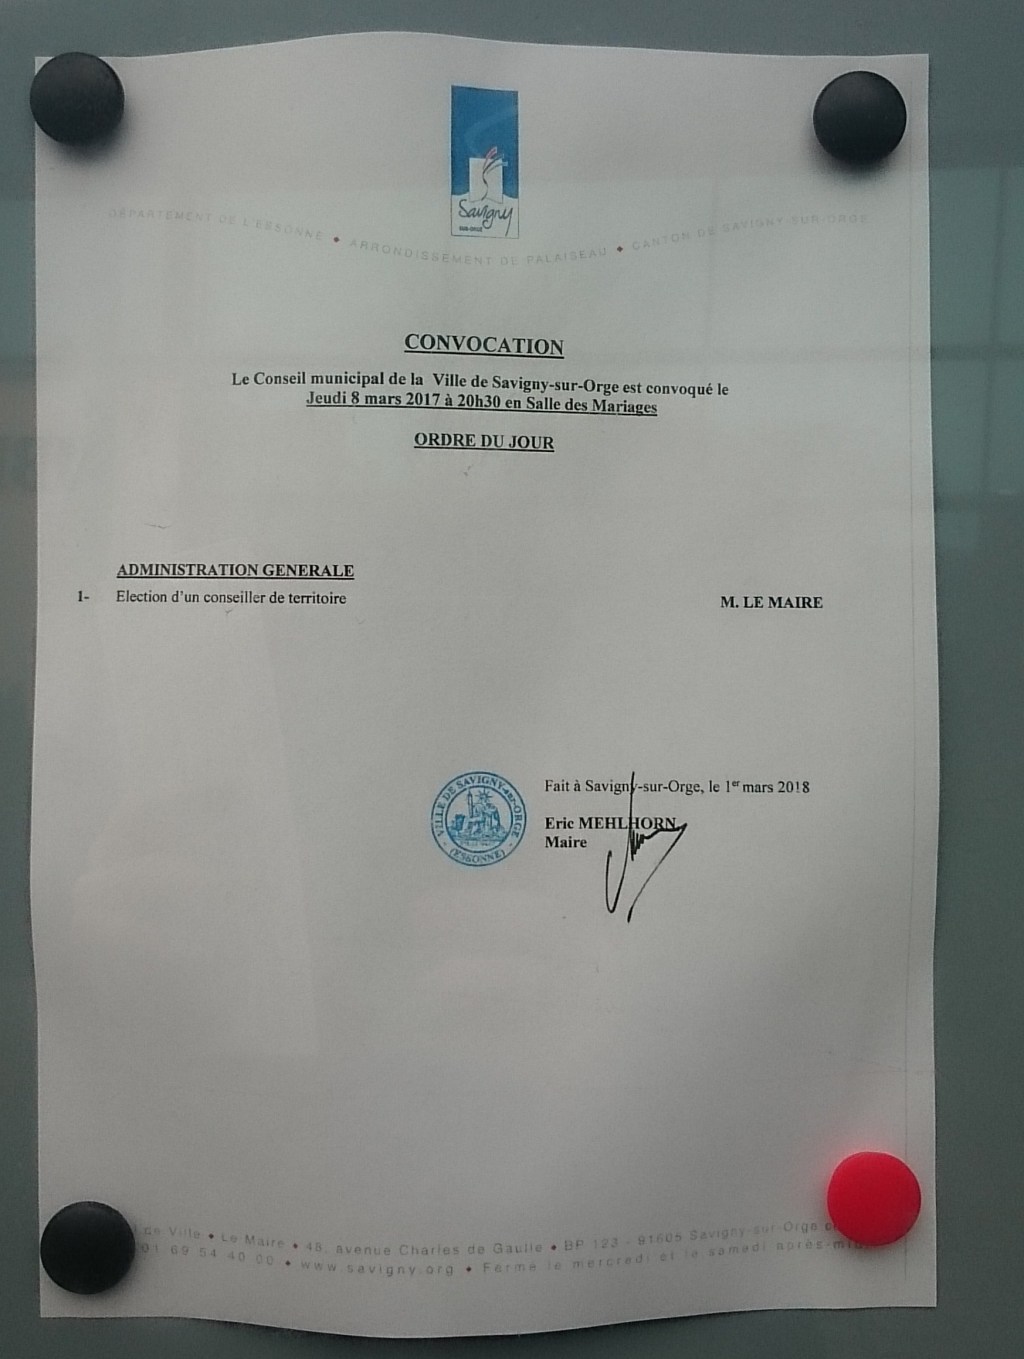 Savigny
SUR-ORGE
DÉPARTEMENT DE L'ESSONNE ♦ ARRONDISSEMENT DE PALAISEAU ♦ CANTON DE SAVIGNY-SUR-ORGE
CONVOCATION
Le Conseil municipal de la Ville de Savigny-sur-Orge est convoqué le
Jeudi 8 mars 2017 à 20h30 en Salle des Mariages
ORDRE DU JOUR
ADMINISTRATION GENERALE
1- Election d'un conseiller de territoire M. LE MAIRE
Fait à Savigny-sur-Orge, le 1er mars 2018
Eric MEHLHORN
Maire
VILLE DE SAVIGNY-sur-ORGE
(ESSONNE)
de Ville ♦ Le Maire ♦ 48, avenue Charles de Gaulle ♦ BP 123 - 91605 Savigny-sur-Orge
01 69 54 40 00 ♦ www.savigny.org ♦ Fermé le mercredi et le samedi